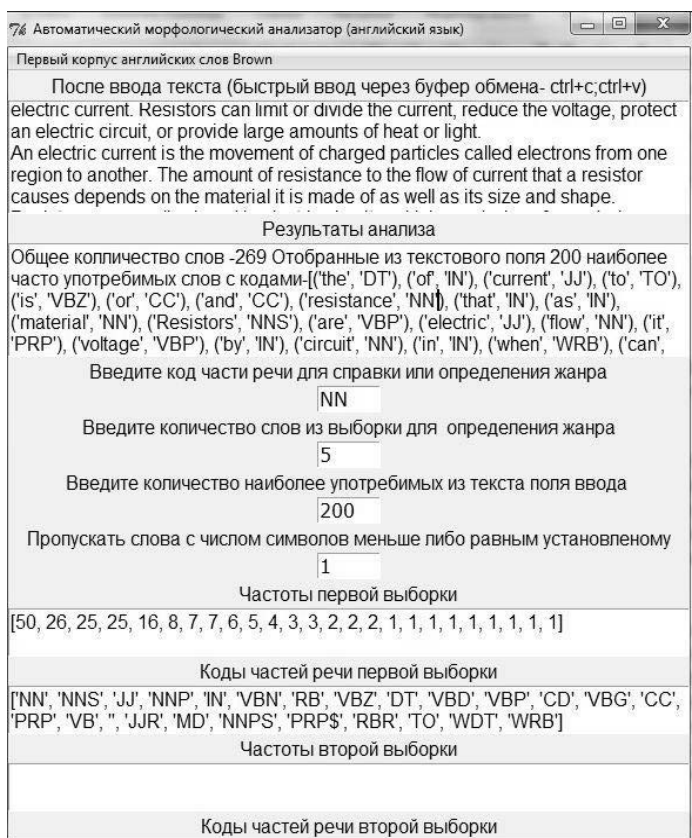 Автоматический морфологический анализатор (английский язык)
Первый корпус английских слов Brown
После ввода текста (быстрый ввод через буфер обмена- ctrl+c;ctrl+v)
electric current. Resistors can limit or divide the current, reduce the voltage, protect
an electric circuit, or provide large amounts of heat or light.
An electric current is the movement of charged particles called electrons from one
region to another. The amount of resistance to the flow of current that a resistor
causes depends on the material it is made of as well as its size and shape.
Результаты анализа
Общее колличество слов -269 Отобранные из текстового поля 200 наиболее
часто употребимых слов с кодами-[('the', 'DT'), ('of', 'IN'), ('current', 'JJ'), ('to', 'TO'),
('is', 'VBZ'), ('or', 'CC'), ('and', 'CC'), ('resistance', 'NN'), ('that', 'IN'), ('as', 'IN'),
('material', 'NN'), ('Resistors', 'NNS'), ('are', 'VBP'), ('electric', 'JJ'), ('flow', 'NN'), ('it',
'PRP'), ('voltage', 'VBP'), ('by', 'IN'), ('circuit', 'NN'), ('in', 'IN'), ('when', 'WRB'), ('can',
Введите код части речи для справки или определения жанра
NN
Введите количество слов из выборки для определения жанра
5
Введите количество наиболее употребимых из текста поля ввода
200
Пропускать слова с числом символов меньше либо равным установленому
1
Частоты первой выборки
[50, 26, 25, 25, 16, 8, 7, 7, 6, 5, 4, 3, 3, 2, 2, 2, 1, 1, 1, 1, 1, 1, 1, 1, 1]
Коды частей речи первой выборки
['NN', 'NNS', 'JJ', 'NNP', 'IN', 'VBN', 'RB', 'VBZ', 'DT', 'VBD', 'VBP', 'CD', 'VBG', 'CC',
'PRP', 'VB', '', 'JJR', 'MD', 'NNPS', 'PRP$', 'RBR', 'TO', 'WDT', 'WRB']
Частоты второй выборки
Коды частей речи второй выборки